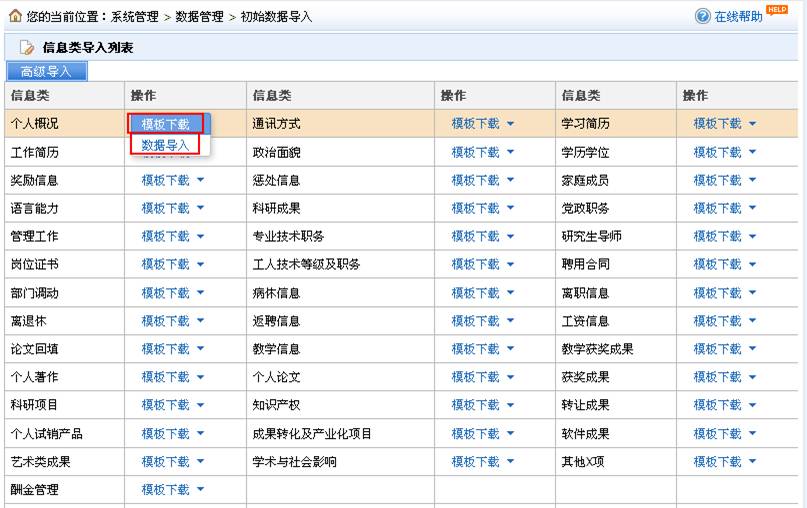 您的当前位置：系统管理 > 数据管理 > 初始数据导入 在线帮助 HELP
信息类导入列表
高级导入
信息类 操作 信息类 操作 信息类 操作
个人概况 模板下载 通讯方式 模板下载 学习简历 模板下载
数据导入
工作简历 政治面貌 模板下载 学历学位 模板下载
奖励信息 模板下载 惩处信息 模板下载 家庭成员 模板下载
语言能力 模板下载 科研成果 模板下载 党政职务 模板下载
管理工作 模板下载 专业技术职务 模板下载 研究生导师 模板下载
岗位证书 模板下载 工人技术等级及职务 模板下载 聘用合同 模板下载
部门调动 模板下载 病休信息 模板下载 离职信息 模板下载
离退休 模板下载 返聘信息 模板下载 工资信息 模板下载
论文回填 模板下载 教学信息 模板下载 教学获奖成果 模板下载
个人著作 模板下载 个人论文 模板下载 获奖成果 模板下载
科研项目 模板下载 知识产权 模板下载 转让成果 模板下载
个人试销产品 模板下载 成果转化及产业化项目 模板下载 软件成果 模板下载
艺术类成果 模板下载 学术与社会影响 模板下载 其他X项 模板下载
酬金管理 模板下载